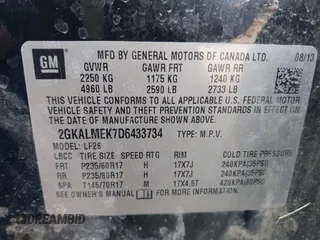 GM
MFD BY GENERAL MOTORS OF CANADA LTD. 08/13
GVWR GAWR FRT GAWR RR
2250 KG 1175 KG 1240 KG
4960 LB 2590 LB 2733 LB
THIS VEHICLE CONFORMS TO ALL APPLICABLE U.S. FEDERAL MOTOR
VEHICLE SAFETY AND THEFT PREVENTION STANDARDS IN EFFECT ON
THE DATE OF MANUFACTURE SHOWN ABOVE.
2GKALMEK7D6433734 TYPE: M.P.V.
MODEL: LF26
LOCC TIRE SIZE SPEED RTG RIM COLD TIRE PRESSURE
FRT P235/60R17 H 17X7J 240KPA(35PSI)
RR P235/60R17 H 17X7J 240KPA(35PSI)
SPA T145/70R17 M 17X4.5T 420KPA(60PSI)
SEE OWNER'S MANUAL FOR ADDITIONAL INFORMATION
DREAMBID